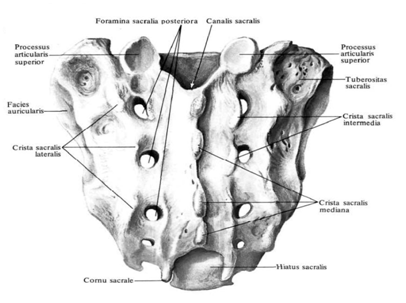 Foramina sacralia posteriora
Canalis sacralis
Processus
articularis
superior
Processus
articularis
superior
Tuberositas
sacralis
Facies
auricularis
Crista sacralis
intermedia
Crista sacralis
lateralis
Crista sacralis
mediana
Cornu sacrale
Hiatus sacralis